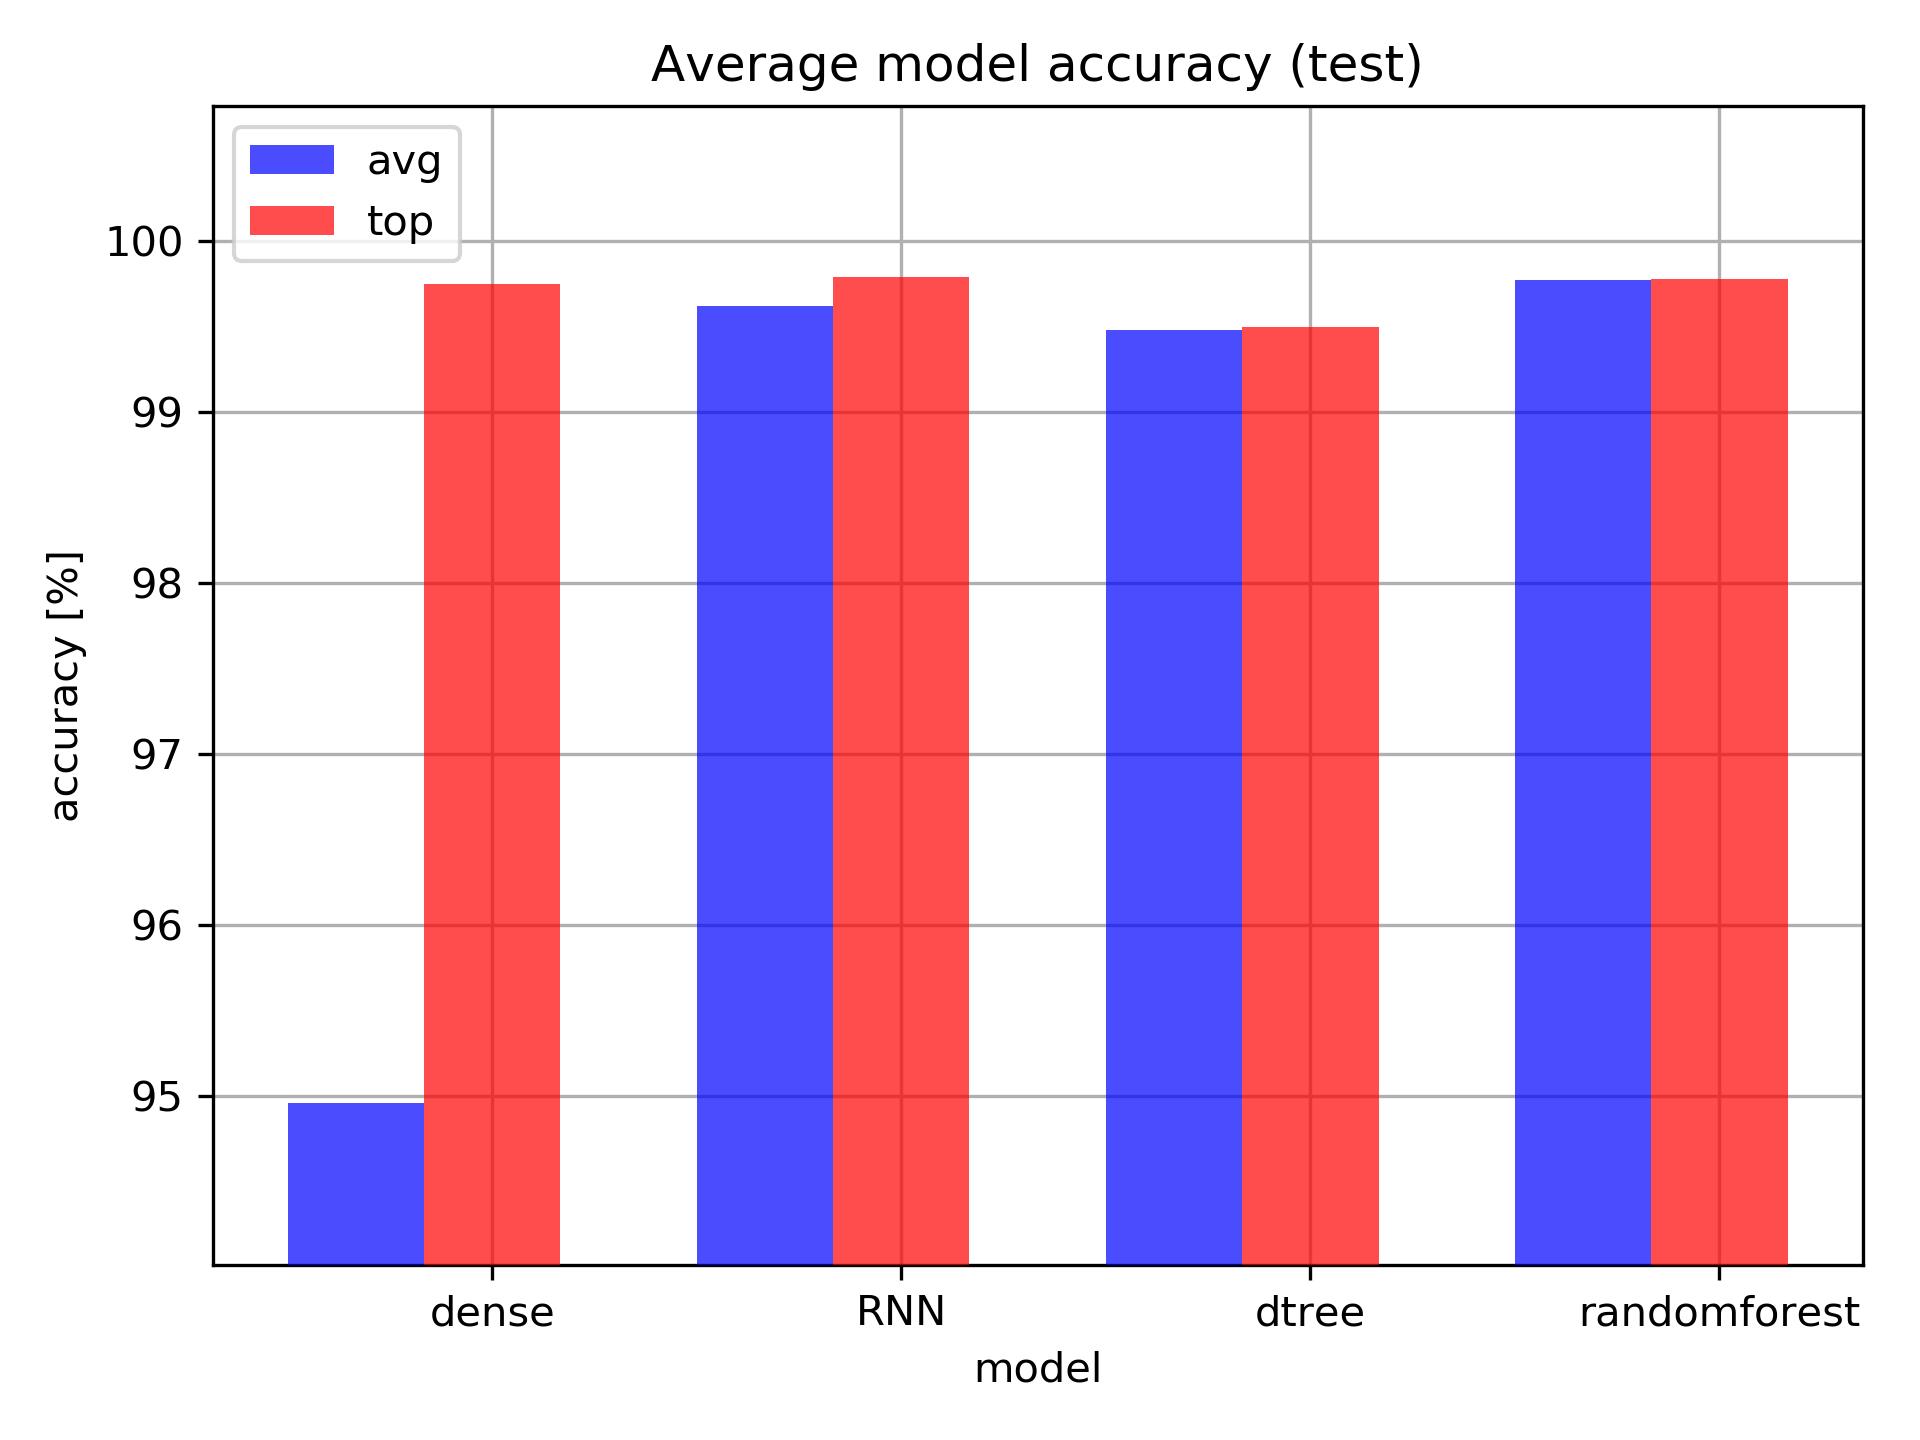 Average model accuracy (test)
avg
top
100
99
98
97
96
95
accuracy [%]
dense RNN dtree randomforest
model